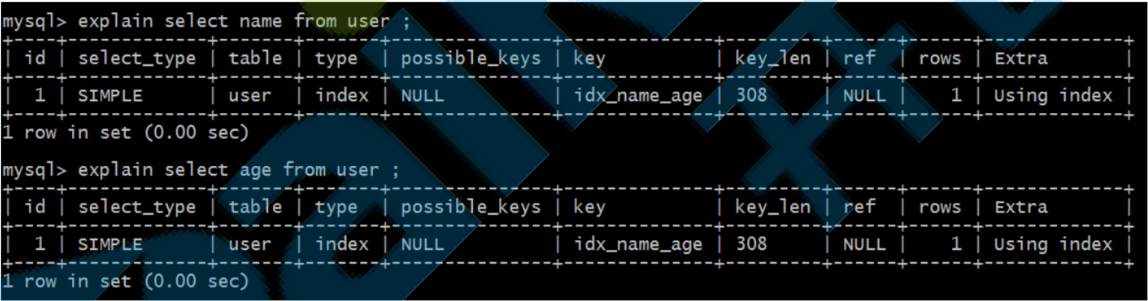 mysql> explain select name from user ;
+----+-------------+-------+-------+---------------+--------------+---------+------+------+-------------+
| id | select_type | table | type | possible_keys | key | key_len | ref | rows | Extra |
+----+-------------+-------+-------+---------------+--------------+---------+------+------+-------------+
| 1 | SIMPLE | user | index | NULL | idx_name_age | 308 | NULL | 1 | Using index |
+----+-------------+-------+-------+---------------+--------------+---------+------+------+-------------+
1 row in set (0.00 sec)
mysql> explain select age from user ;
+----+-------------+-------+-------+---------------+--------------+---------+------+------+-------------+
| id | select_type | table | type | possible_keys | key | key_len | ref | rows | Extra |
+----+-------------+-------+-------+---------------+--------------+---------+------+------+-------------+
| 1 | SIMPLE | user | index | NULL | idx_name_age | 308 | NULL | 1 | Using index |
+----+-------------+-------+-------+---------------+--------------+---------+------+------+-------------+
1 row in set (0.00 sec)